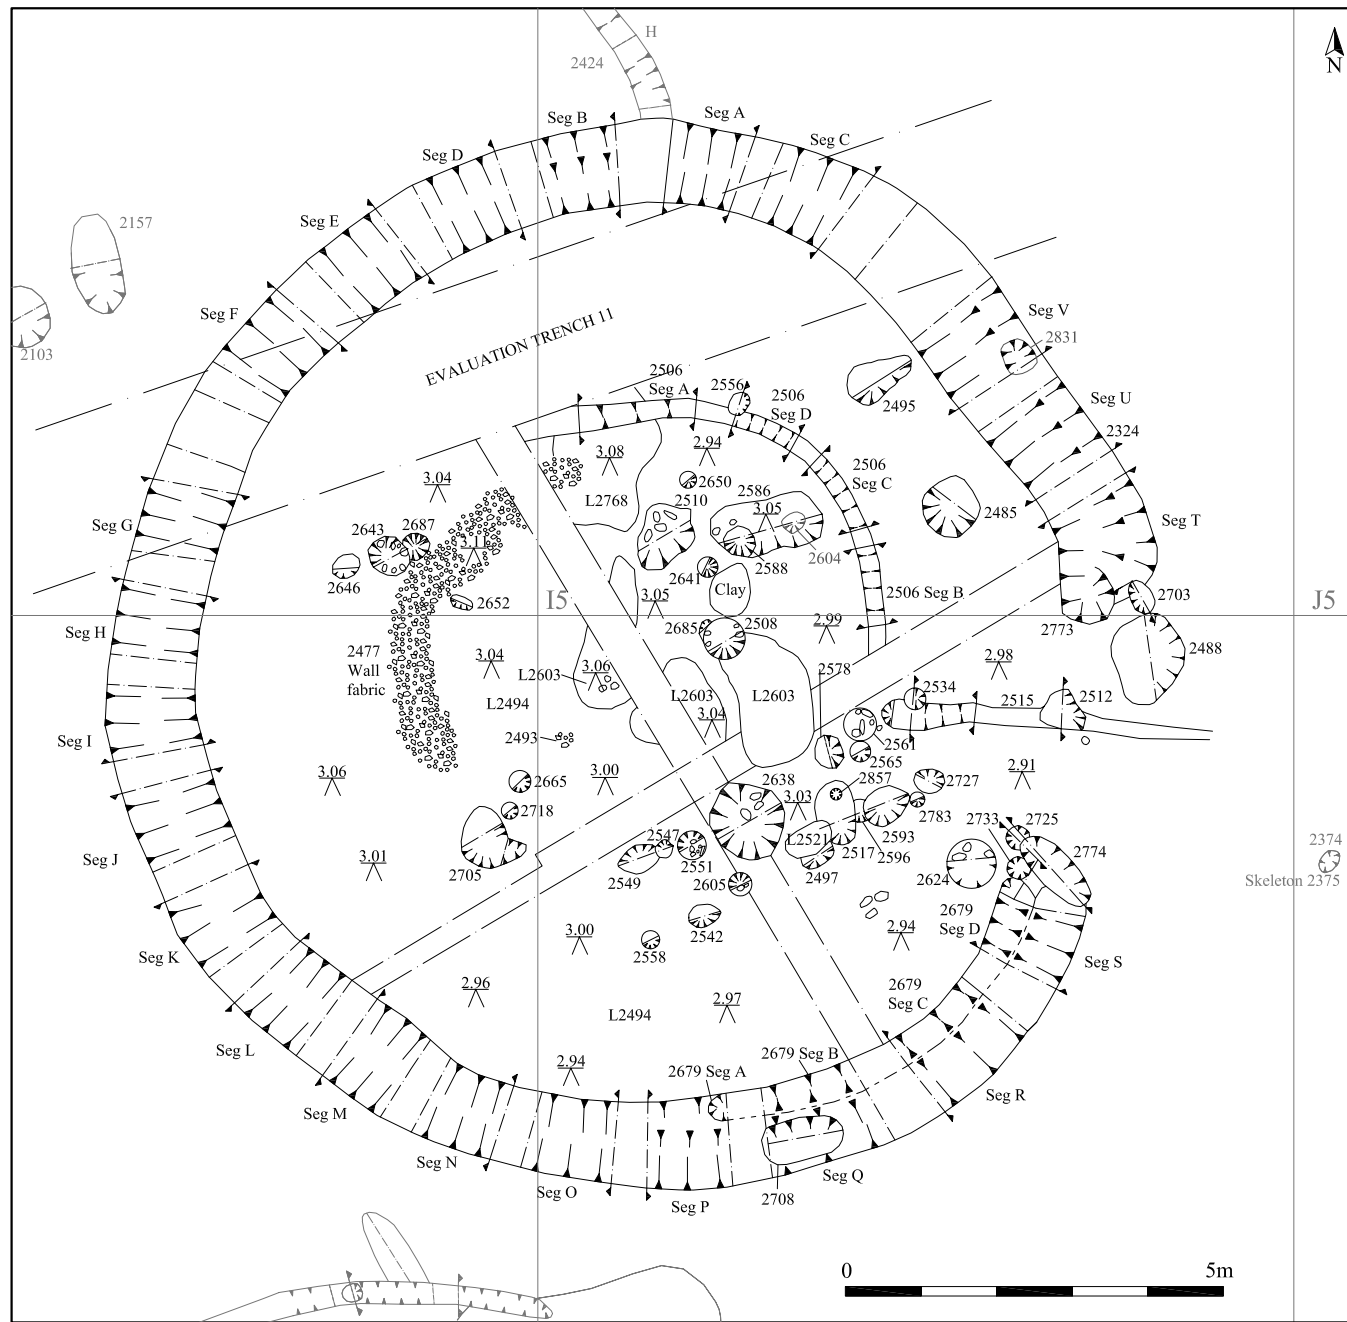 H
2424
N
Seg B
Seg A
Seg C
Seg D
Seg E
2157
Seg F
2103
EVALUATION TRENCH 11
Seg V
2831
2506
Seg A
2556
2506
Seg D
2495
Seg U
2324
3.08
2.94
2506
Seg C
3.04
2650
L2768
2510
2586
3.05
2485
Seg G
Seg T
2643
2687
3.11
2604
2588
2641
2646
2652
Clay
I5
3.05
2506 Seg B
J5
2703
Seg H
2685
2508
2.99
2773
2477
Wall
fabric
3.04
L2603
3.06
L2603
L2603
2578
2.98
2488
L2494
2534
2515
2512
3.04
Seg I
2493
2561
2565
3.06
2665
3.00
2638
2857
2727
2.91
3.03
2718
2783
2733
2725
2593
L2521
2596
2517
2497
2547
2551
2549
2605
2705
2774
Seg J
3.01
2624
2374
Skeleton 2375
2542
2679
Seg D
2.94
3.00
2558
Seg K
Seg S
2.96
2679
Seg C
2.97
L2494
Seg L
2679 Seg B
2.94
2679 Seg A
Seg R
Seg M
Seg N
Seg O
Seg Q
2708
Seg P
0
5m